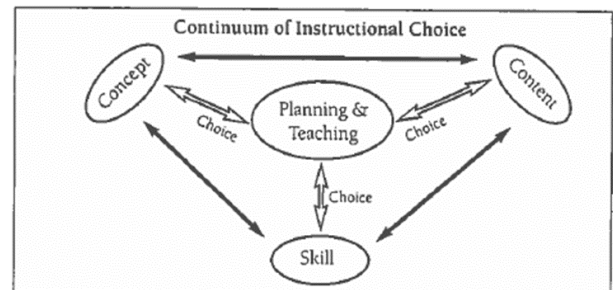 Continuum of Instructional Choice
Concept
Content
Planning &
Teaching
Choice
Choice
Choice
Skill